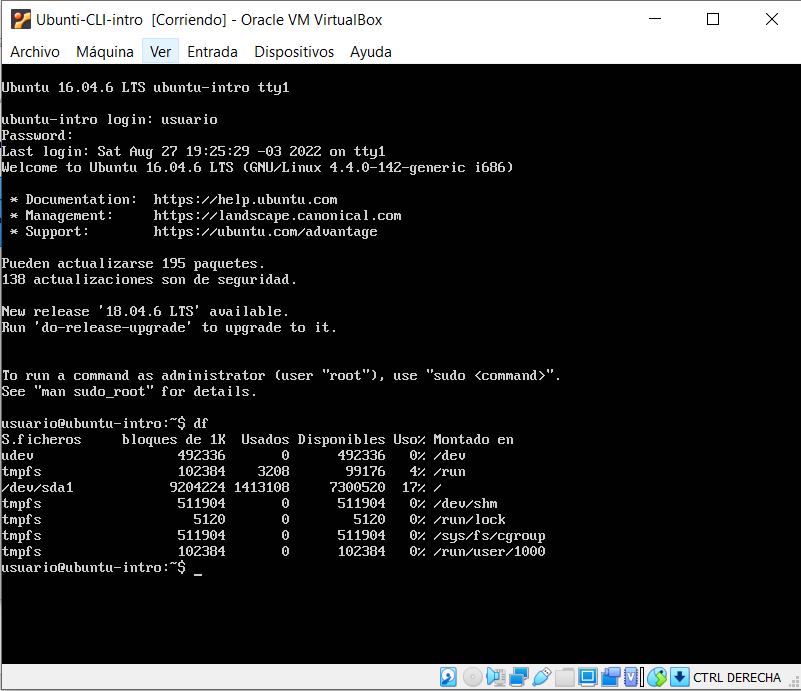 Ubunti-CLI-intro [Corriendo] - Oracle VM VirtualBox
Archivo Máquina Ver Entrada Dispositivos Ayuda
Ubuntu 16.04.6 LTS ubuntu-intro tty1
ubuntu-intro login: usuario
Password:
Last login: Sat Aug 27 19:25:29 -03 2022 on tty1
Welcome to Ubuntu 16.04.6 LTS (GNU/Linux 4.4.0-142-generic i686)
* Documentation:  https://help.ubuntu.com
* Management:     https://landscape.canonical.com
* Support:        https://ubuntu.com/advantage
Pueden actualizarse 195 paquetes.
138 actualizaciones son de seguridad.
New release '18.04.6 LTS' available.
Run 'do-release-upgrade' to upgrade to it.
To run a command as administrator (user "root"), use "sudo <command>".
See "man sudo_root" for details.
usuario@ubuntu-intro:~$ df
S.ficheros     bloques de 1K  Usados Disponibles Uso% Montado en
udev                  492336       0      492336   0% /dev
tmpfs                 102384    3208       99176   4% /run
/dev/sda1            9204224 1413108     7300520  17% /
tmpfs                 511904       0      511904   0% /dev/shm
tmpfs                   5120       0        5120   0% /run/lock
tmpfs                 511904       0      511904   0% /sys/fs/cgroup
tmpfs                 102384       0      102384   0% /run/user/1000
usuario@ubuntu-intro:~$ _
CTRL DERECHA